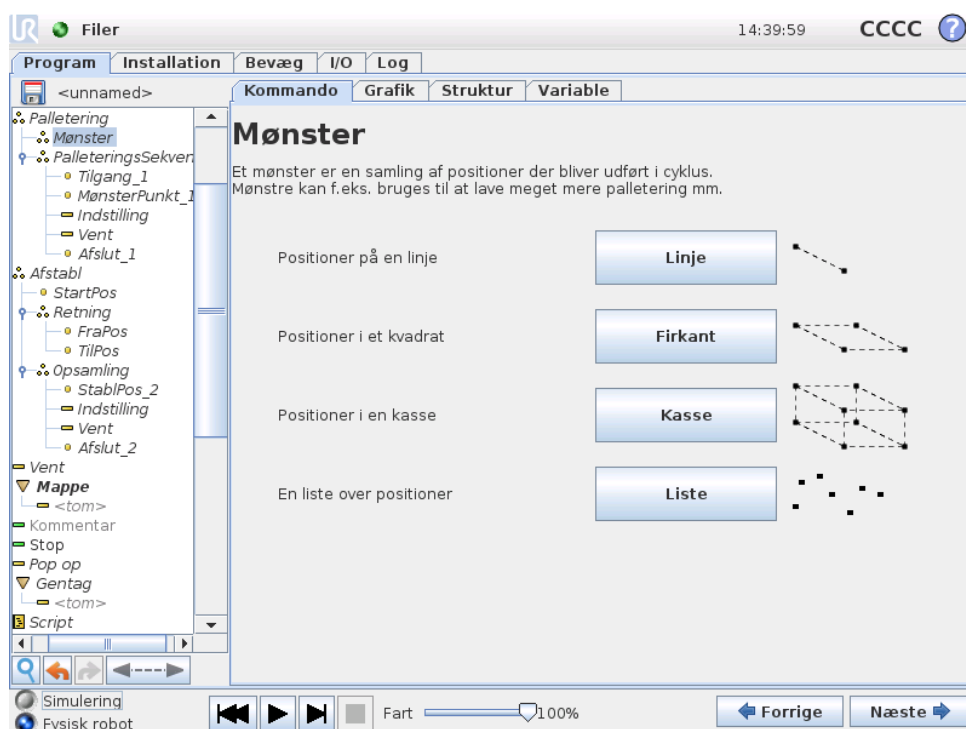 UR Filer 14:39:59 CCCC ?
Program Installation Bevæg I/O Log
<unnamed> Kommando Grafik Struktur Variable
Palletering
Mønster
PalleteringsSekven
Tilgang_1
MønsterPunkt_1
Indstilling
Vent
Afslut_1
Afstabl
StartPos
Retning
FraPos
TilPos
Opsamling
StablPos_2
Indstilling
Vent
Afslut_2
Vent
Mappe
<tom>
Kommentar
Stop
Pop op
Gentag
<tom>
Script
Mønster
Et mønster er en samling af positioner der bliver udført i cyklus.
Mønstre kan f.eks. bruges til at lave meget mere palletering mm.
Positioner på en linje Linje
Positioner i et kvadrat Firkant
Positioner i en kasse Kasse
En liste over positioner Liste
Simulering
Fysisk robot
Fart 100% Forrige Næste